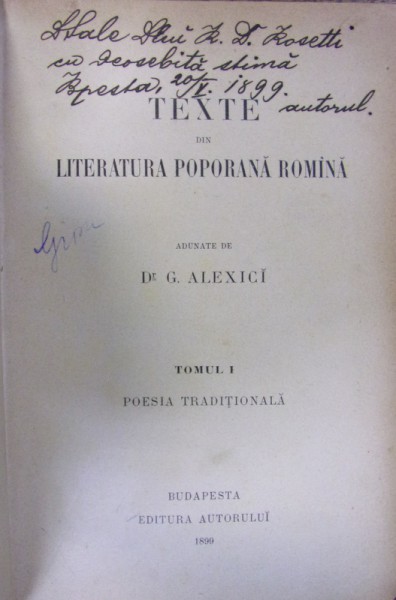 DSale Dlui R. D. Rosetti
cu deosebită stimă
Bpesta, 20/V. 1899.
autorul.
TEXTE
DIN
LITERATURA POPORANĂ ROMÎNĂ
ADUNATE DE
Dr G. ALEXICĬ
TOMUL I
POESIA TRADIȚIONALĂ
BUDAPESTA
EDITURA AUTORULUĬ
1899